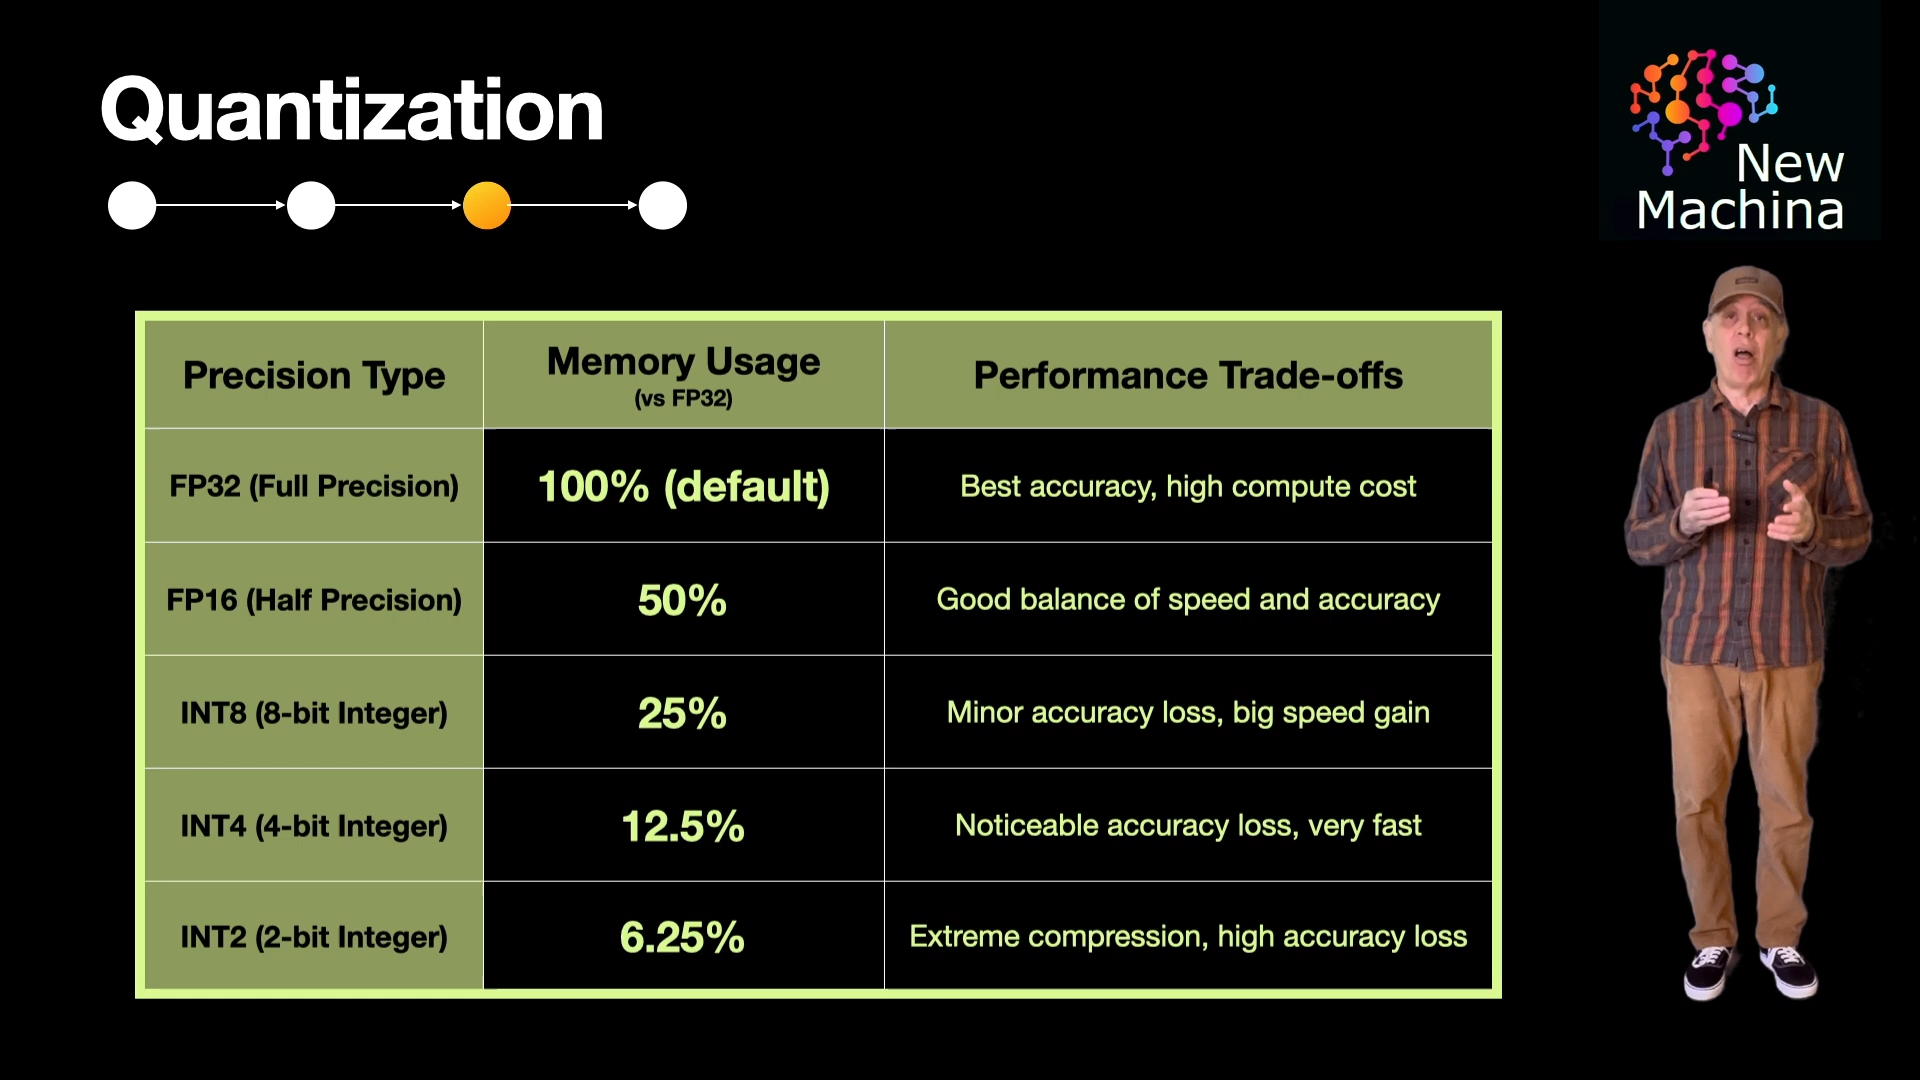 Quantization
New
Machina
Precision Type
Memory Usage
(vs FP32)
Performance Trade-offs
FP32 (Full Precision)
100% (default)
Best accuracy, high compute cost
FP16 (Half Precision)
50%
Good balance of speed and accuracy
INT8 (8-bit Integer)
25%
Minor accuracy loss, big speed gain
INT4 (4-bit Integer)
12.5%
Noticeable accuracy loss, very fast
INT2 (2-bit Integer)
6.25%
Extreme compression, high accuracy loss